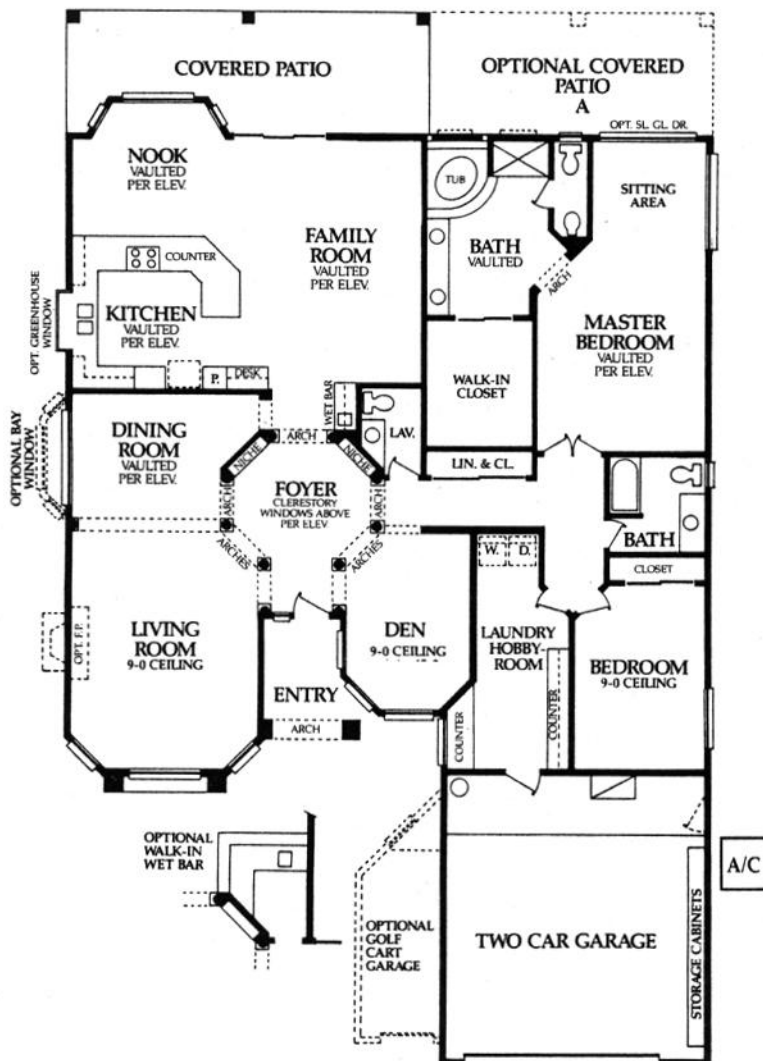 COVERED PATIO
OPTIONAL COVERED
PATIO
A
OPT. SL. GL. DR.
NOOK
VAULTED
PER ELEV.
TUB
SITTING
AREA
FAMILY
ROOM
VAULTED
PER ELEV.
BATH
VAULTED
COUNTER
ARCH
OPT. GREENHOUSE
WINDOW
KITCHEN
VAULTED
PER ELEV.
MASTER
BEDROOM
VAULTED
PER ELEV.
P.
DESK
WALK-IN
CLOSET
WET BAR
OPTIONAL BAY
WINDOW
DINING
ROOM
VAULTED
PER ELEV.
ARCH
LAV.
NICHE
NICHE
LIN. & CL.
FOYER
CLERESTORY
WINDOWS ABOVE
PER ELEV
ARCH
ARCH
BATH
ARCHES
ARCHES
W.
D.
CLOSET
OPT. F.P.
LIVING
ROOM
9-0 CEILING
DEN
9-0 CEILING
LAUNDRY
HOBBY-
ROOM
BEDROOM
9-0 CEILING
ENTRY
ARCH
COUNTER
COUNTER
OPTIONAL
WALK-IN
WET BAR
A/C
OPTIONAL
GOLF
CART
GARAGE
TWO CAR GARAGE
STORAGE CABINETS